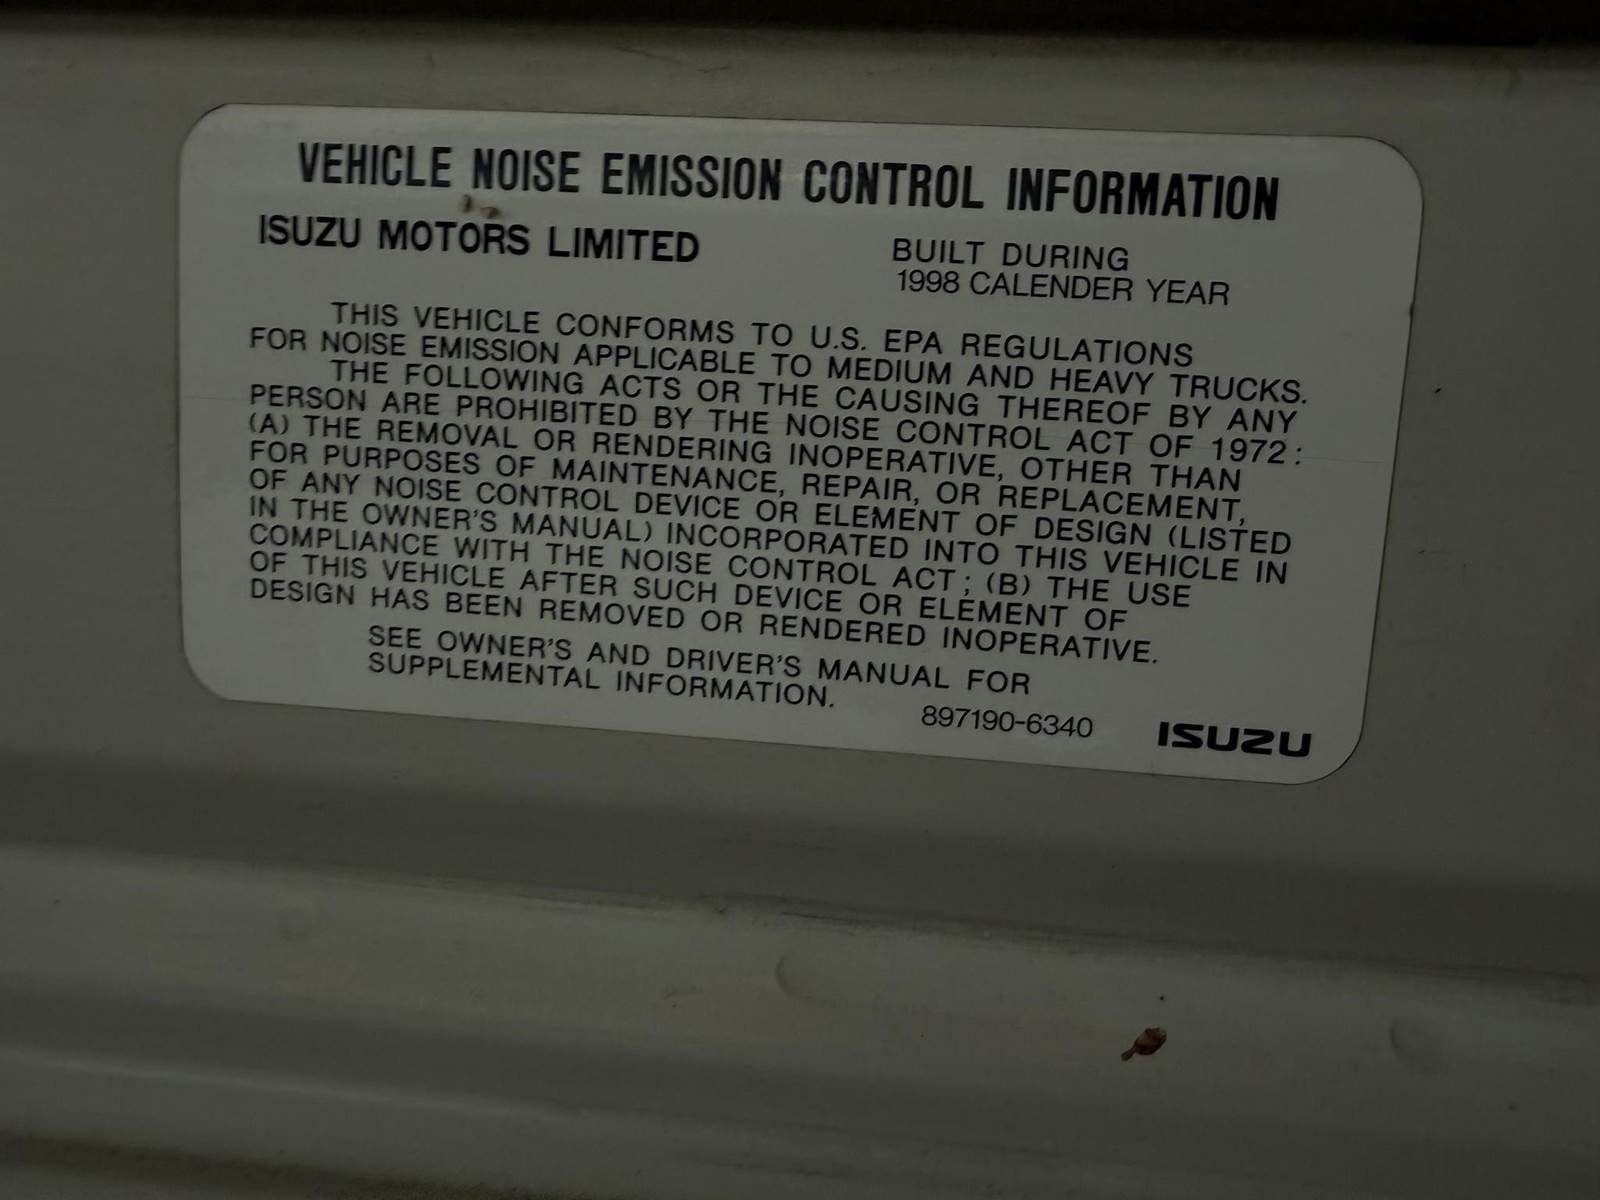 VEHICLE NOISE EMISSION CONTROL INFORMATION
ISUZU MOTORS LIMITED
BUILT DURING
1998 CALENDER YEAR
THIS VEHICLE CONFORMS TO U.S. EPA REGULATIONS
FOR NOISE EMISSION APPLICABLE TO MEDIUM AND HEAVY TRUCKS.
THE FOLLOWING ACTS OR THE CAUSING THEREOF BY ANY
PERSON ARE PROHIBITED BY THE NOISE CONTROL ACT OF 1972:
(A) THE REMOVAL OR RENDERING INOPERATIVE, OTHER THAN
FOR PURPOSES OF MAINTENANCE, REPAIR, OR REPLACEMENT,
OF ANY NOISE CONTROL DEVICE OR ELEMENT OF DESIGN (LISTED
IN THE OWNER'S MANUAL) INCORPORATED INTO THIS VEHICLE IN
COMPLIANCE WITH THE NOISE CONTROL ACT; (B) THE USE
OF THIS VEHICLE AFTER SUCH DEVICE OR ELEMENT OF
DESIGN HAS BEEN REMOVED OR RENDERED INOPERATIVE.
SEE OWNER'S AND DRIVER'S MANUAL FOR
SUPPLEMENTAL INFORMATION.
897190-6340
ISUZU